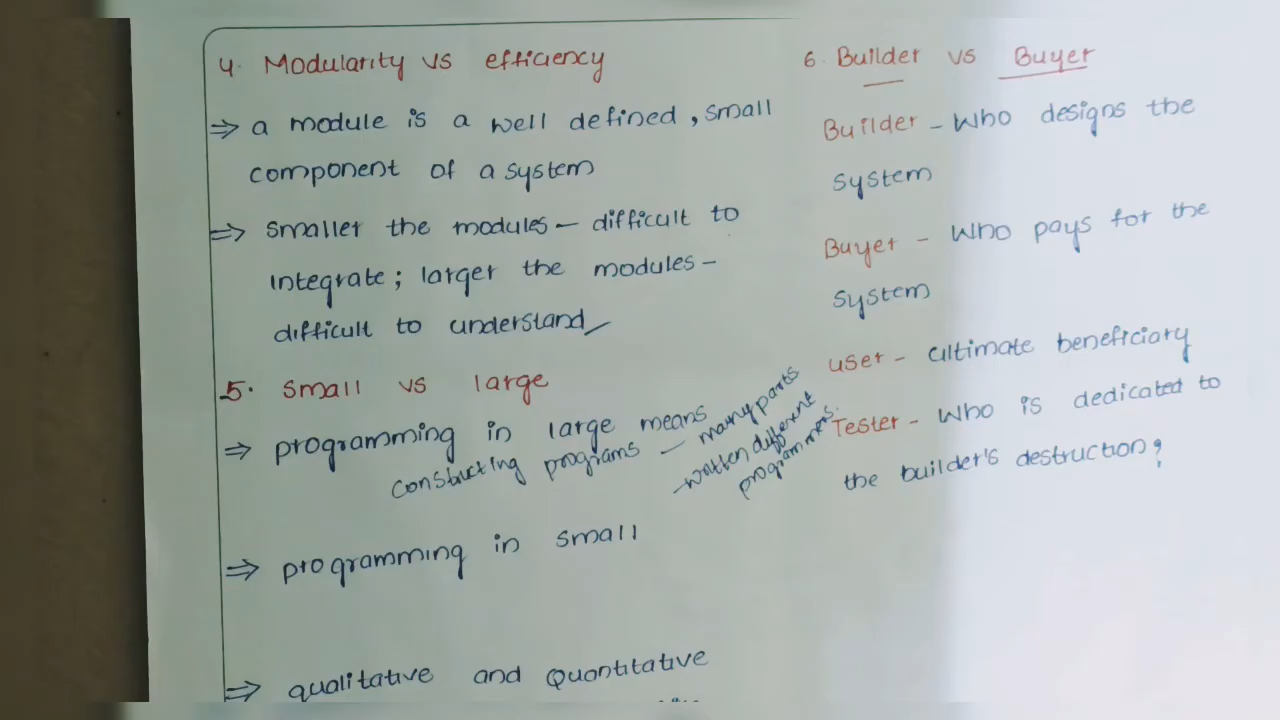 4. Modularity vs efficiency
⇒ a module is a well defined, small
component of a system
⇒ smaller the modules – difficult to
integrate; larger the modules –
difficult to understand
5. small vs large
⇒ programming in large means
constructing programs – many parts
– written different
programmers.
⇒ programming in small
⇒ qualitative and Quantitative
6. Builder vs Buyer
Builder – Who designs the
system
Buyer – Who pays for the
system
user – ultimate beneficiary
Tester – Who is dedicated to
the builder's destruction;